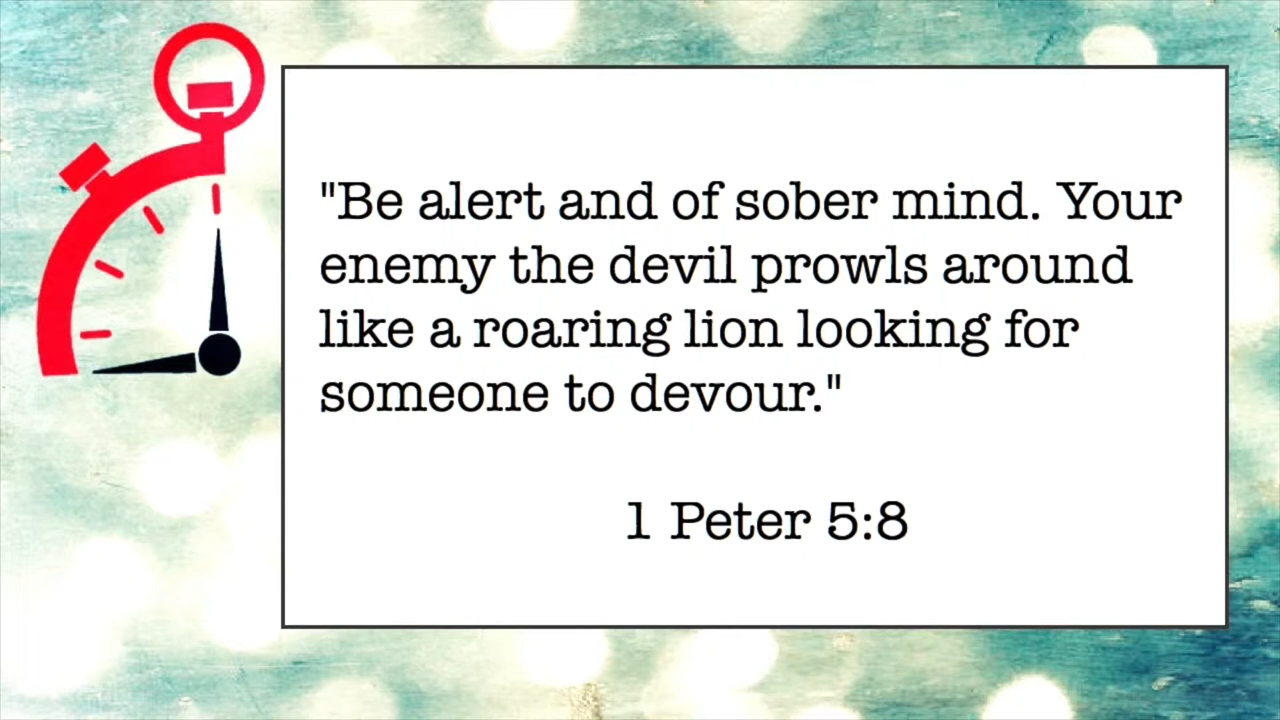 "Be alert and of sober mind. Your
enemy the devil prowls around
like a roaring lion looking for
someone to devour."
1 Peter 5:8